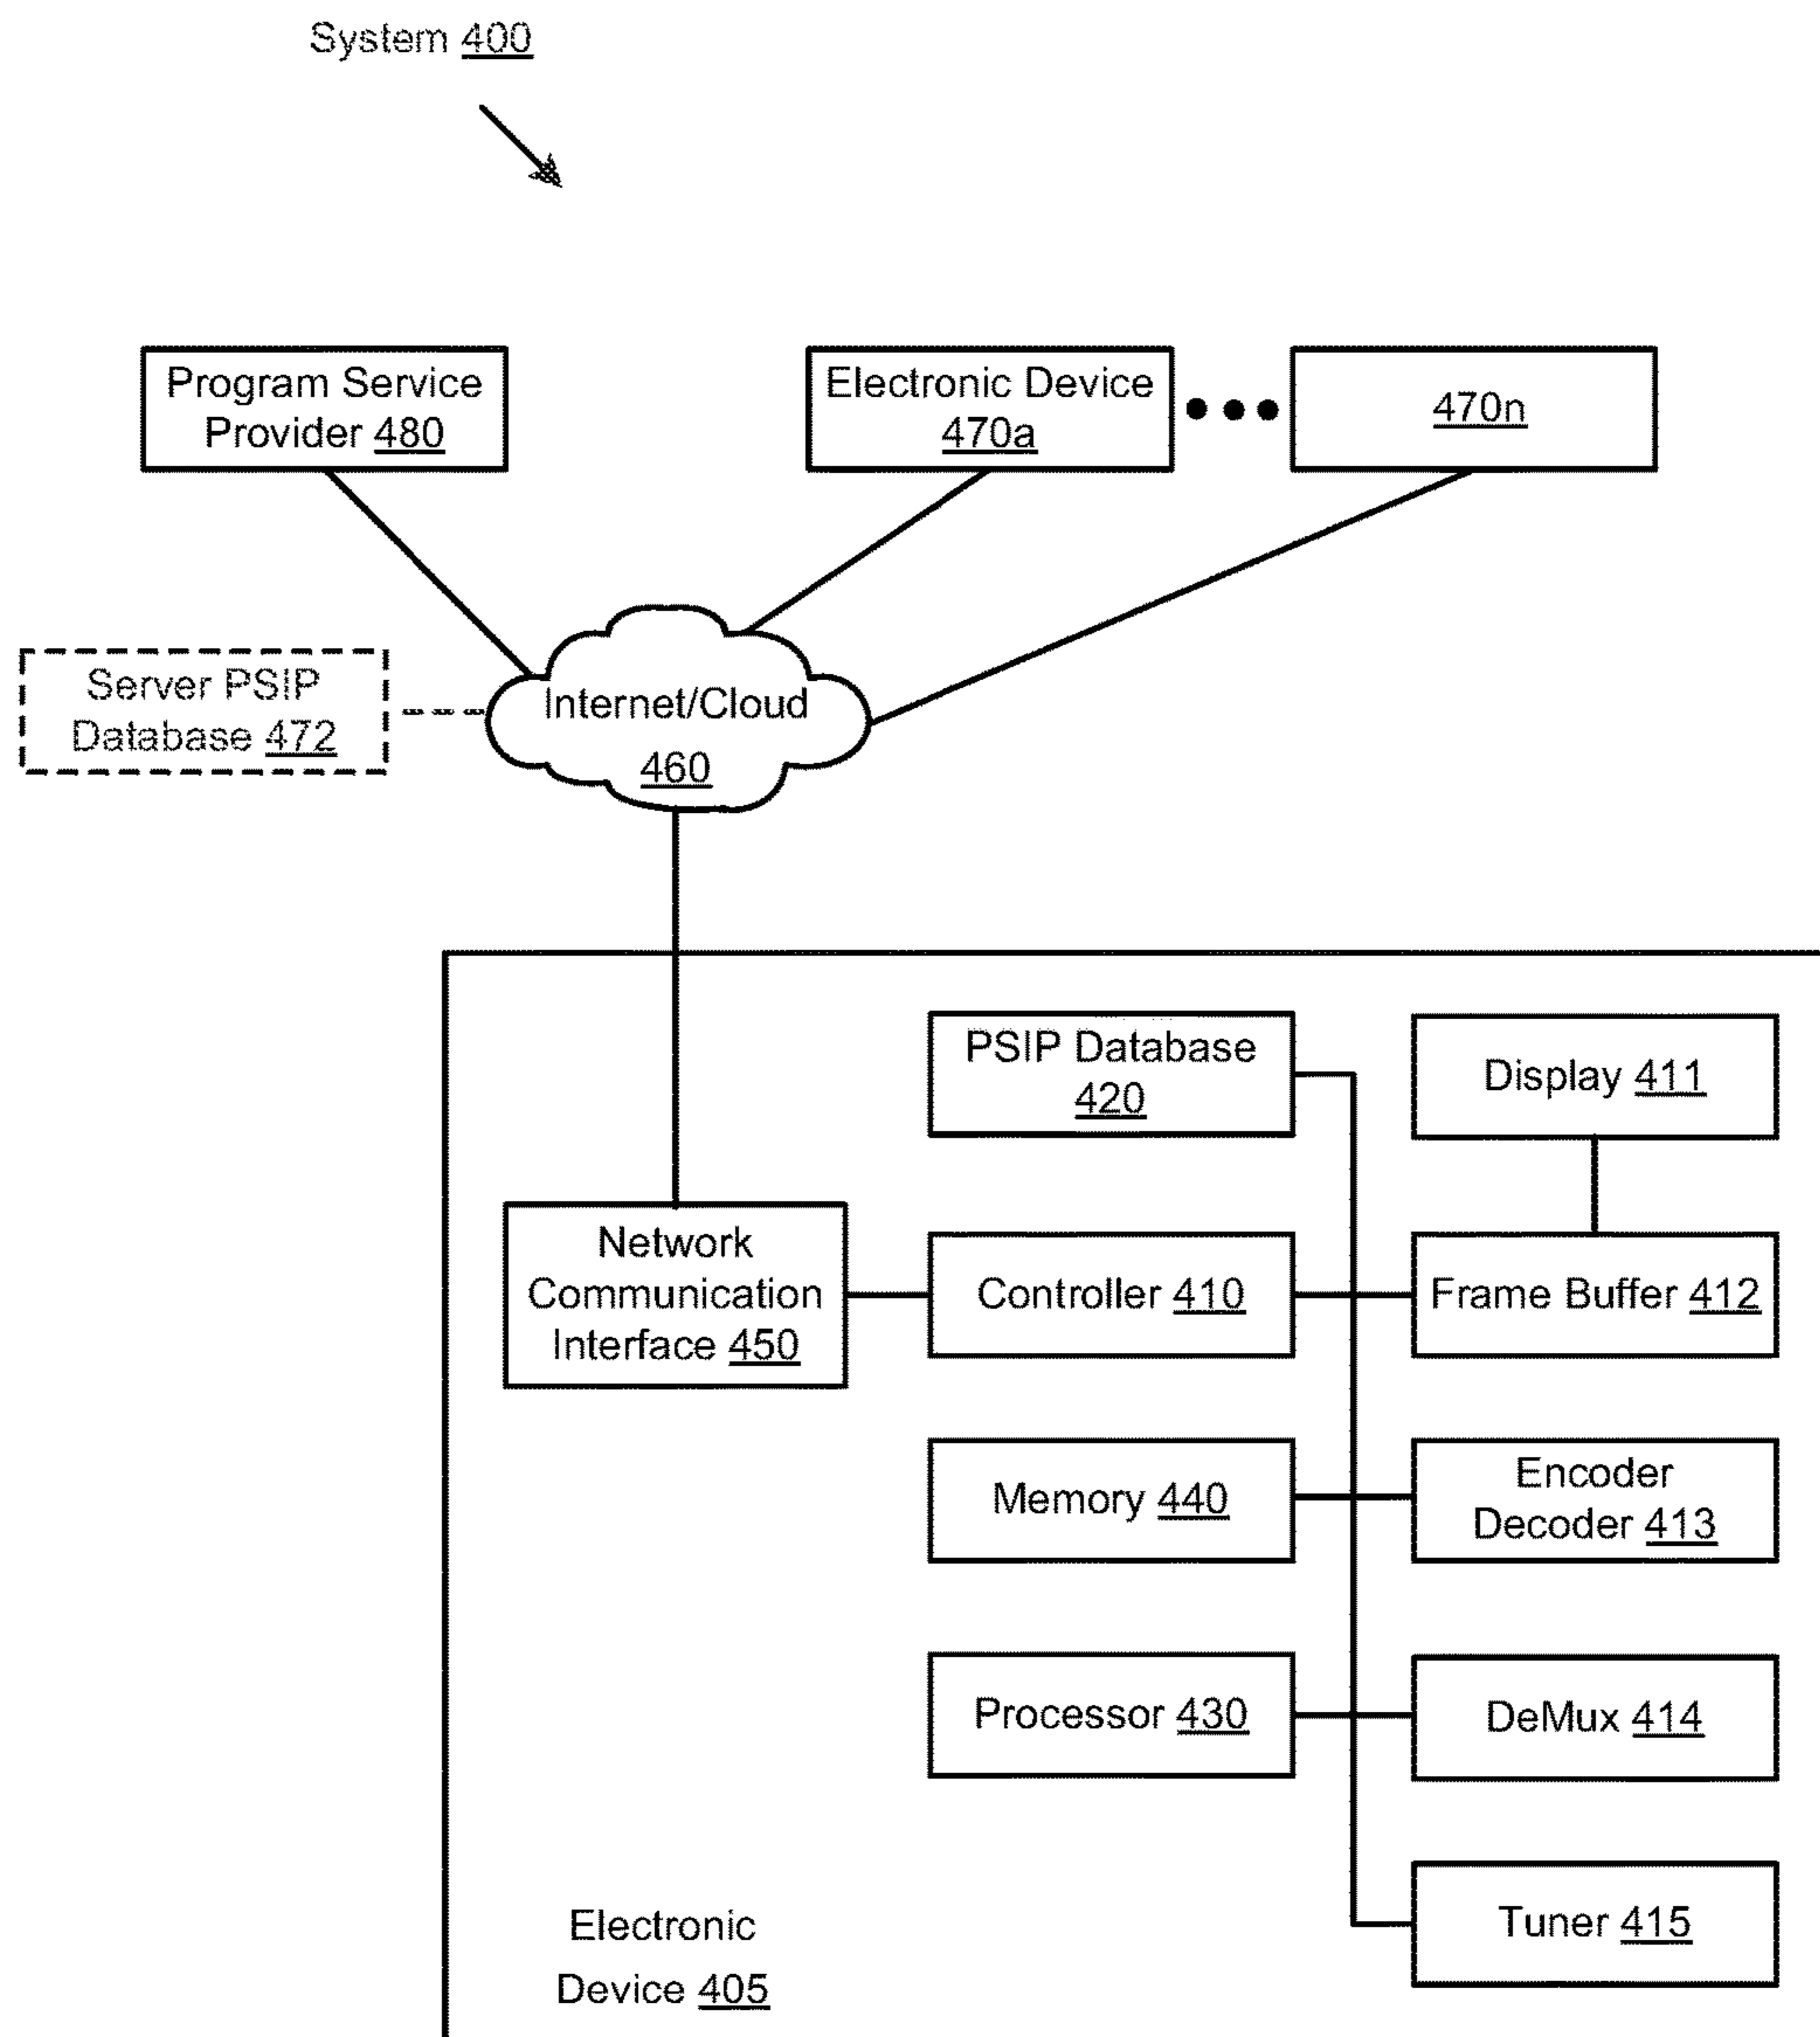 System 400
Program Service
Provider 480
Electronic Device
470a
470n
Server PSIP
Database 472
Internet/Cloud
460
PSIP Database
420
Display 411
Network
Communication
Interface 450
Controller 410
Frame Buffer 412
Memory 440
Encoder
Decoder 413
Processor 430
DeMux 414
Tuner 415
Electronic
Device 405